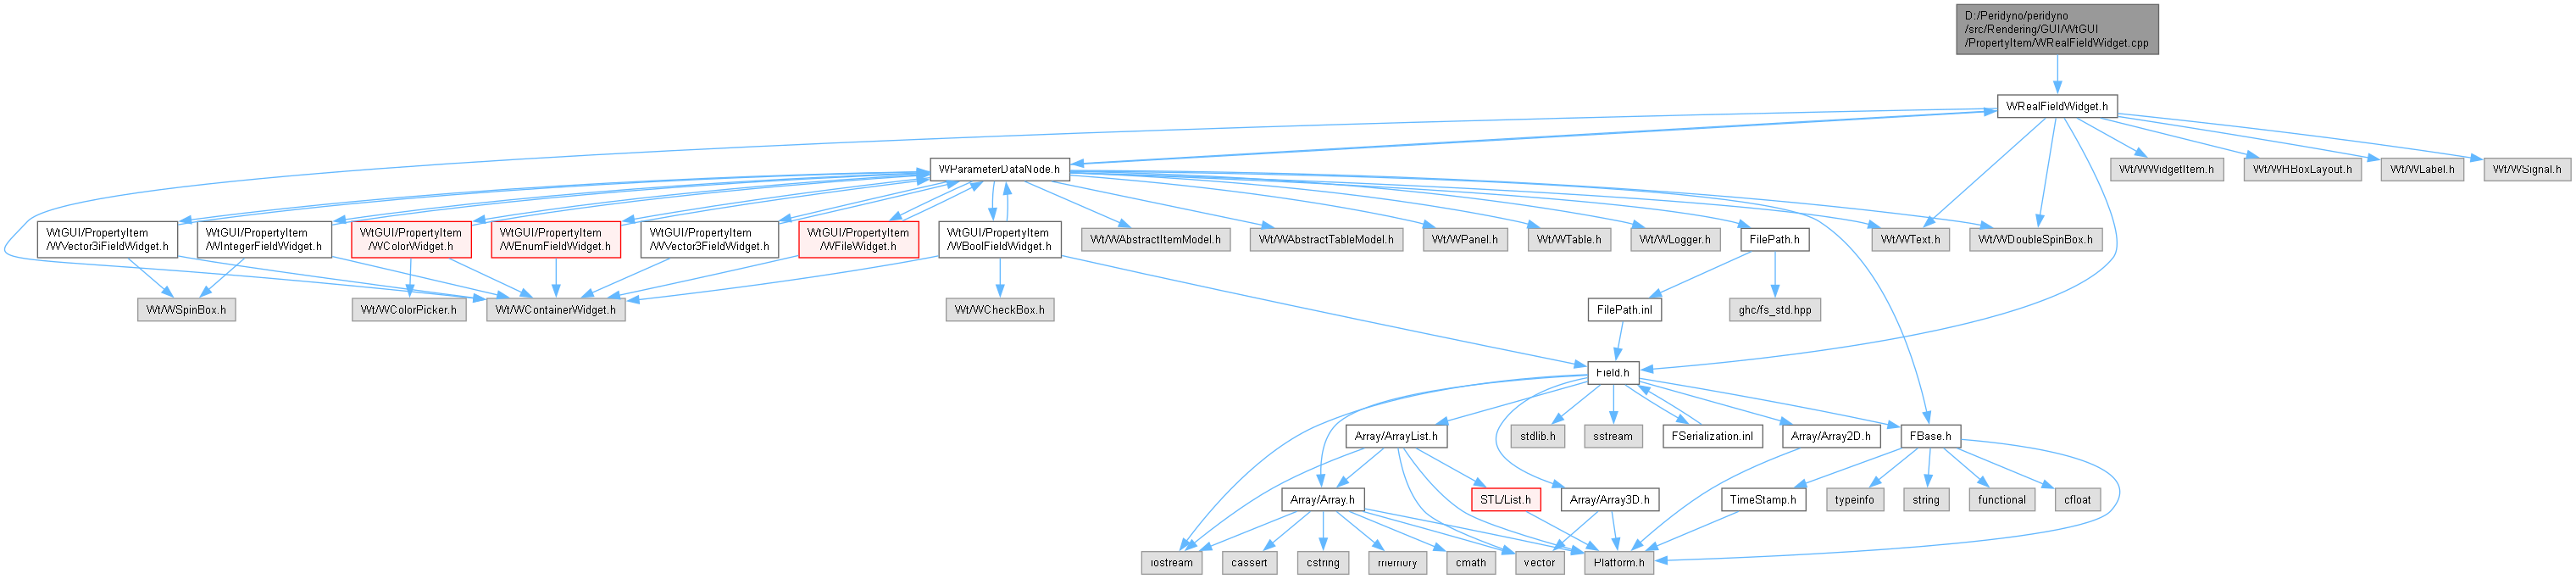 D:/Peridyno/peridyno
/src/Rendering/GUI/WtGUI
/PropertyItem/WRealFieldWidget.cpp
WRealFieldWidget.h
WParameterDataNode.h
Wt/WWidgetItem.h
Wt/WHBoxLayout.h
Wt/WLabel.h
Wt/WSignal.h
WtGUI/PropertyItem
/WVector3iFieldWidget.h
WtGUI/PropertyItem
/WIntegerFieldWidget.h
WtGUI/PropertyItem
/WColorWidget.h
WtGUI/PropertyItem
/WEnumFieldWidget.h
WtGUI/PropertyItem
/WVector3FieldWidget.h
WtGUI/PropertyItem
/WFileWidget.h
WtGUI/PropertyItem
/WBoolFieldWidget.h
Wt/WAbstractItemModel.h
Wt/WAbstractTableModel.h
Wt/WPanel.h
Wt/WTable.h
Wt/WLogger.h
FilePath.h
Wt/WText.h
Wt/WDoubleSpinBox.h
Wt/WSpinBox.h
Wt/WColorPicker.h
Wt/WContainerWidget.h
Wt/WCheckBox.h
FilePath.inl
ghc/fs_std.hpp
Field.h
Array/ArrayList.h
stdlib.h
sstream
FSerialization.inl
Array/Array2D.h
FBase.h
Array/Array.h
STL/List.h
Array/Array3D.h
TimeStamp.h
typeinfo
string
functional
cfloat
iostream
cassert
cstring
memory
cmath
vector
Platform.h